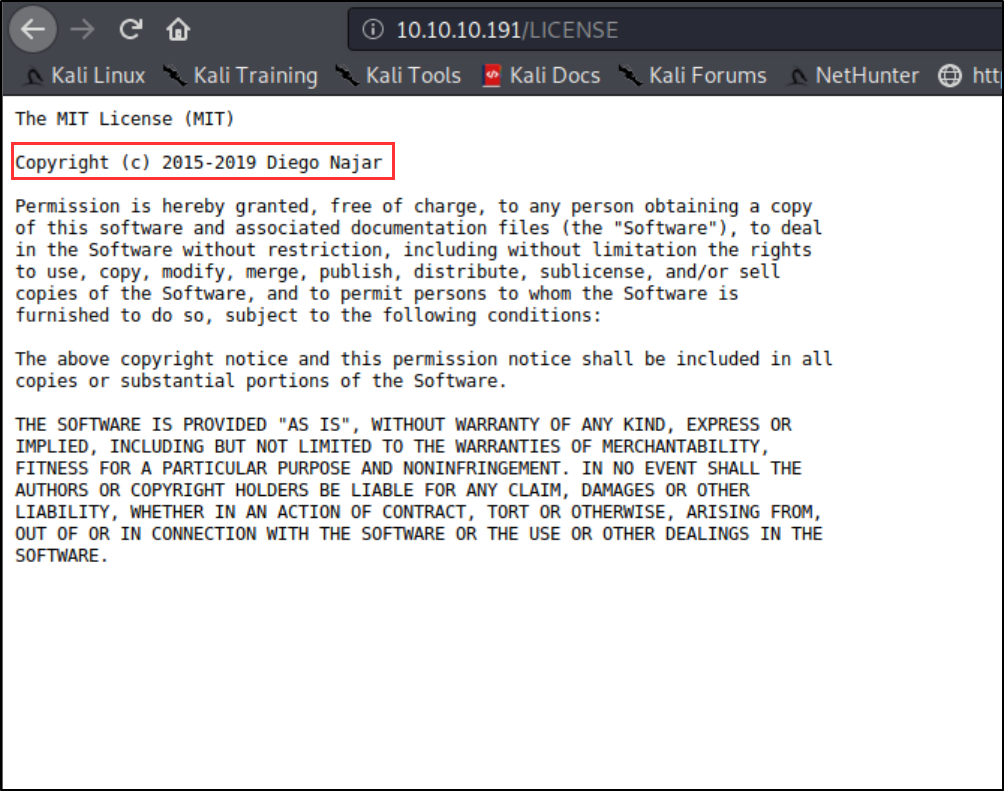 10.10.10.191/LICENSE
Kali Linux Kali Training Kali Tools Kali Docs Kali Forums NetHunter htt
The MIT License (MIT)
Copyright (c) 2015-2019 Diego Najar
Permission is hereby granted, free of charge, to any person obtaining a copy
of this software and associated documentation files (the "Software"), to deal
in the Software without restriction, including without limitation the rights
to use, copy, modify, merge, publish, distribute, sublicense, and/or sell
copies of the Software, and to permit persons to whom the Software is
furnished to do so, subject to the following conditions:
The above copyright notice and this permission notice shall be included in all
copies or substantial portions of the Software.
THE SOFTWARE IS PROVIDED "AS IS", WITHOUT WARRANTY OF ANY KIND, EXPRESS OR
IMPLIED, INCLUDING BUT NOT LIMITED TO THE WARRANTIES OF MERCHANTABILITY,
FITNESS FOR A PARTICULAR PURPOSE AND NONINFRINGEMENT. IN NO EVENT SHALL THE
AUTHORS OR COPYRIGHT HOLDERS BE LIABLE FOR ANY CLAIM, DAMAGES OR OTHER
LIABILITY, WHETHER IN AN ACTION OF CONTRACT, TORT OR OTHERWISE, ARISING FROM,
OUT OF OR IN CONNECTION WITH THE SOFTWARE OR THE USE OR OTHER DEALINGS IN THE
SOFTWARE.